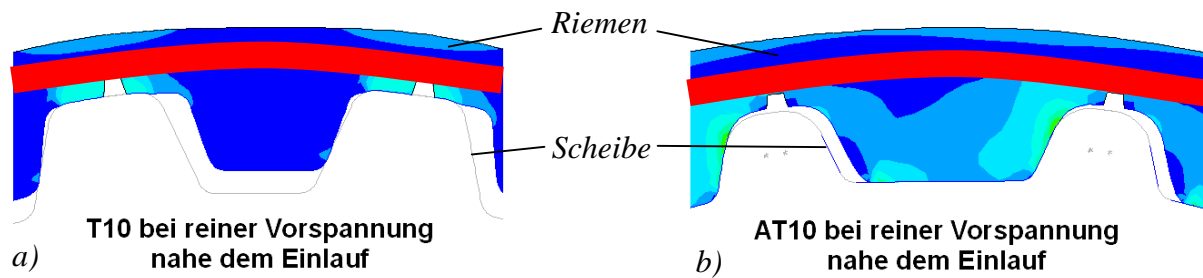 Riemen
Scheibe
T10 bei reiner Vorspannung
nahe dem Einlauf
a)
AT10 bei reiner Vorspannung
nahe dem Einlauf
b)